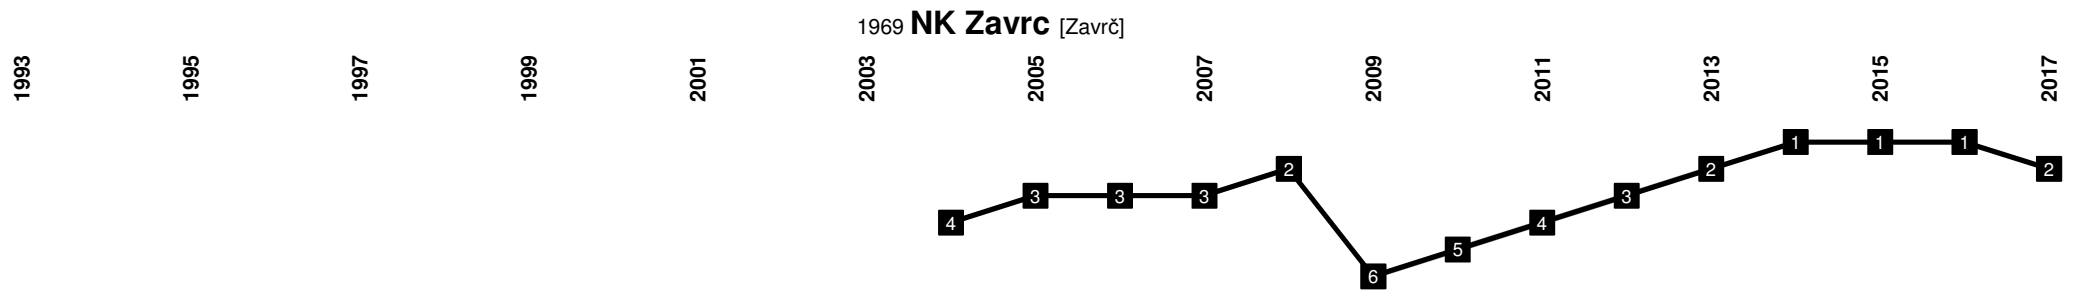 1969 NK Zavrc [Zavrč]
1993 1995 1997 1999 2001 2003 2005 2007 2009 2011 2013 2015 2017
4 3 3 3 2 6 5 4 3 2 1 1 1 2